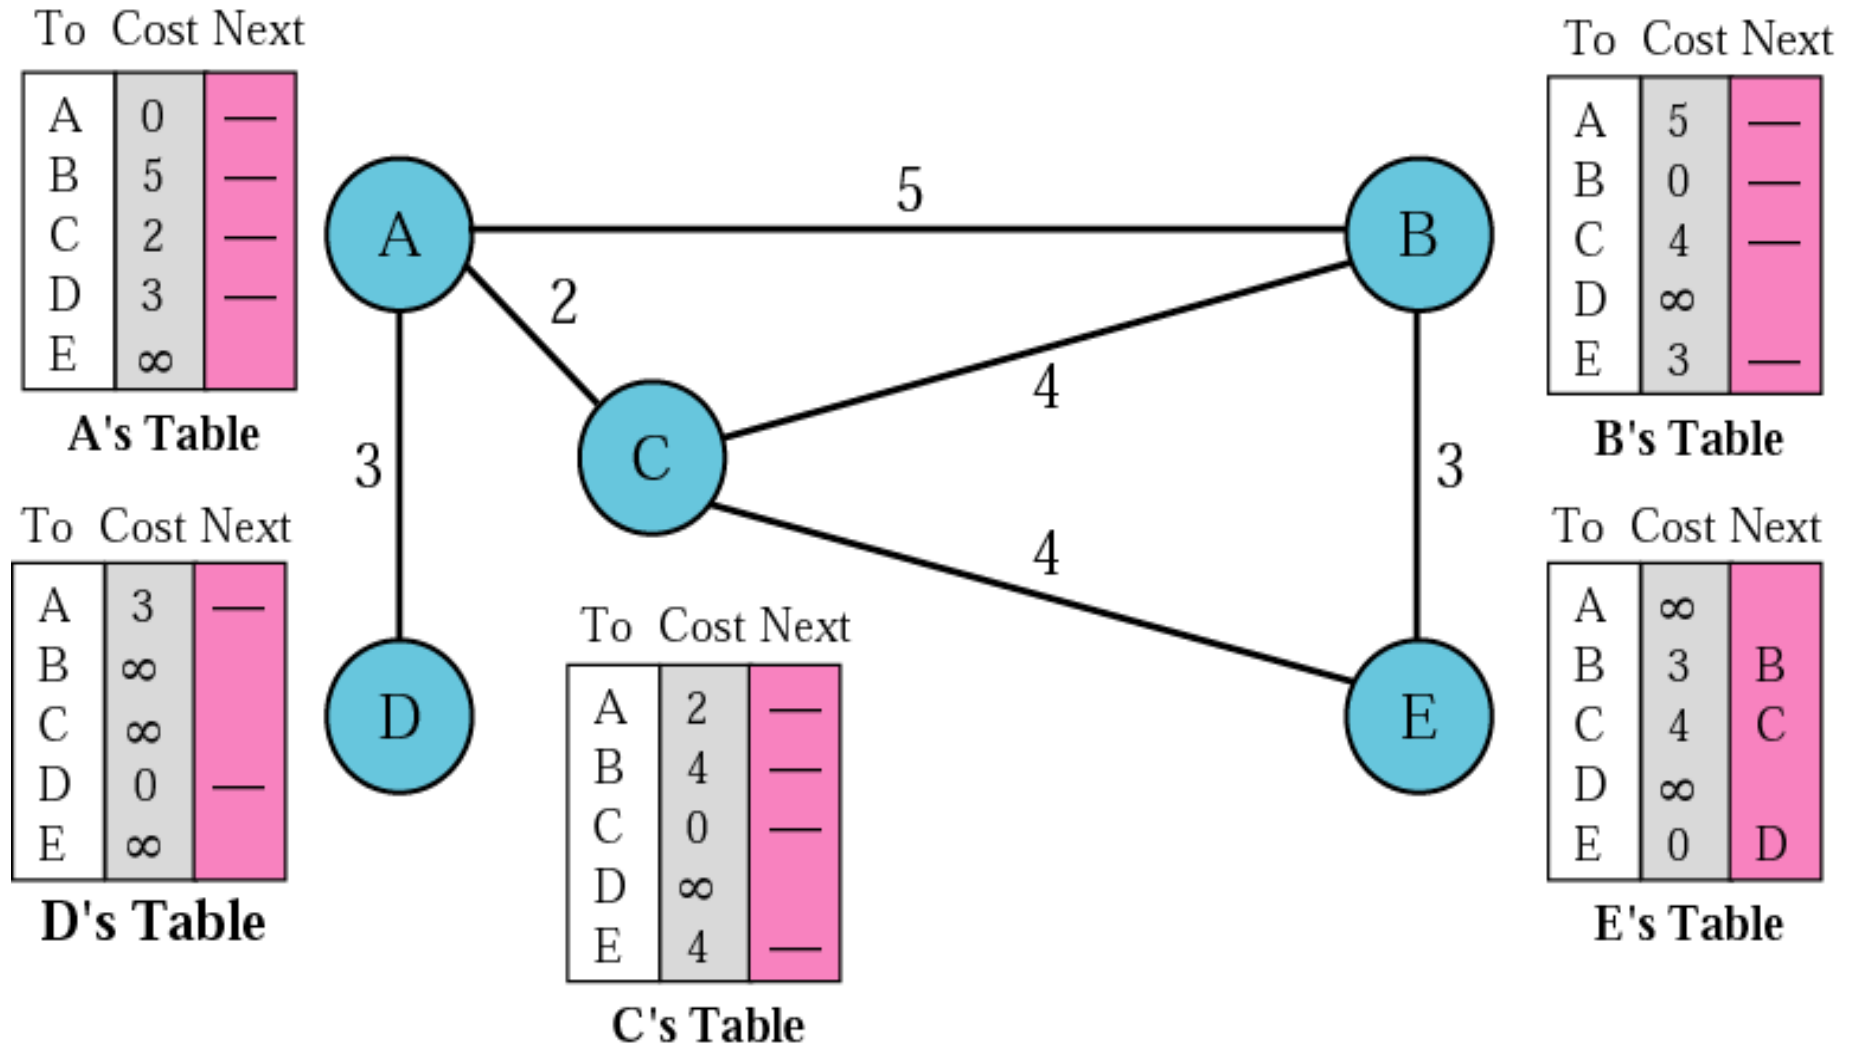 To Cost Next
A 0 —
B 5 —
C 2 —
D 3 —
E ∞
A's Table
To Cost Next
A 5 —
B 0 —
C 4 —
D ∞
E 3 —
B's Table
A
5
B
2
4
C
3
3
4
D
E
To Cost Next
A 3 —
B ∞
C ∞
D 0 —
E ∞
D's Table
To Cost Next
A 2 —
B 4 —
C 0 —
D ∞
E 4 —
C's Table
To Cost Next
A ∞
B 3 B
C 4 C
D ∞
E 0 D
E's Table